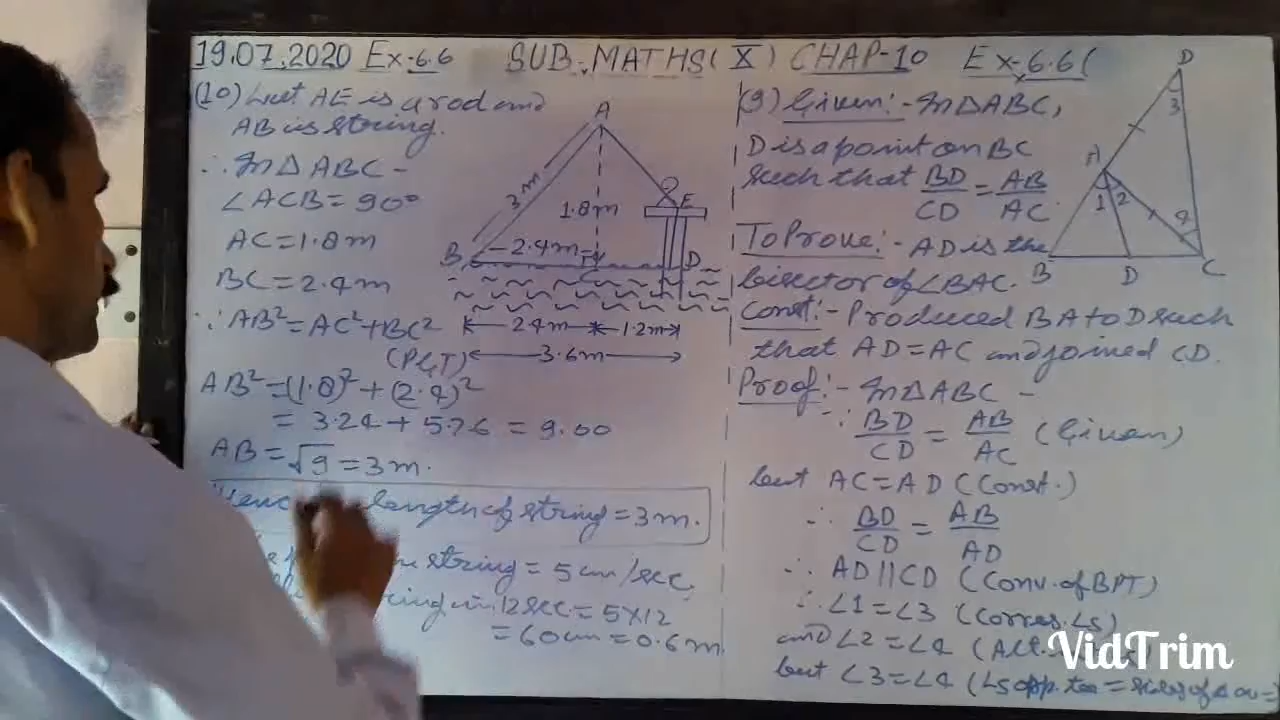 19.07.2020 Ex-6.6 SUB-MATHS(X) CHAP-10 Ex-6.6(
(10) Let AE is a rod and
AB is string.
∴ In △ABC -
∠ACB = 90°
AC = 1.8m
BC = 2.4m
∵ AB² = AC² + BC²
(P.G.T)
AB² = (1.8)² + (2.4)²
= 3.24 + 5.76 = 9.00
AB = √9 = 3m.
length of string = 3m.
string = 5cm/sec.
12sec = 5×12
= 60cm = 0.6m
A
3m
1.8m
E
B
2.4m
C
D
2.4m 1.2m
3.6m
(9) Given:- In △ABC,
D is a point on BC
such that BD/CD = AB/AC
To Prove:- AD is the
bisector of ∠BAC.
Const:- Produced BA to D such
that AD = AC and joined CD.
Proof:- In △ABC -
∵ BD/CD = AB/AC (Given)
but AC = AD (Const.)
∴ BD/CD = AB/AD
∴ AD||CD (Conv. of BPT)
∴ ∠1 = ∠3 (Corres. ∠s)
and ∠2 = ∠4 (Alt.
but ∠3 = ∠4 (∠s opp. to = sides of △ are =)
D
3
A
1 2
4
B
D
C
VidTrim